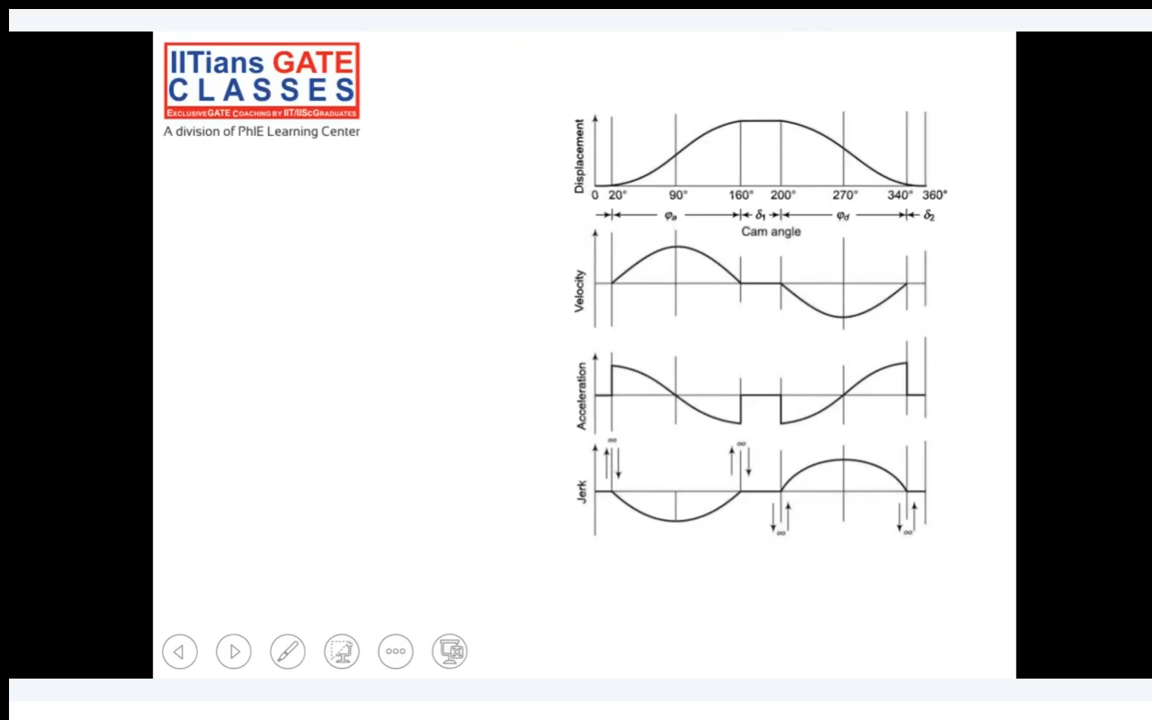 IITians GATE
CLASSES
EXCLUSIVE GATE COACHING BY IIT/IISc GRADUATES
A division of PhIE Learning Center
Displacement
0 20° 90° 160° 200° 270° 340° 360°
φa δ1 φd δ2
Cam angle
Velocity
Acceleration
∞ ∞
Jerk
∞ ∞